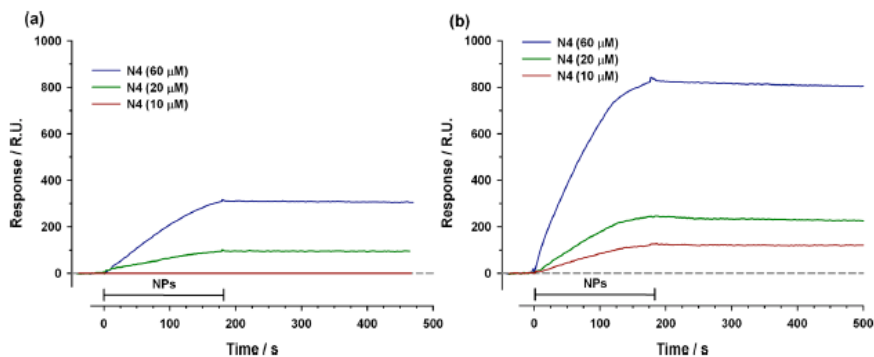 (a)
1000
800
600
400
200
0
Response / R.U.
N4 (60 μM)
N4 (20 μM)
N4 (10 μM)
NPs
0 100 200 300 400 500
Time / s
(b)
1000
800
600
400
200
0
Response / R.U.
N4 (60 μM)
N4 (20 μM)
N4 (10 μM)
NPs
0 100 200 300 400 500
Time / s